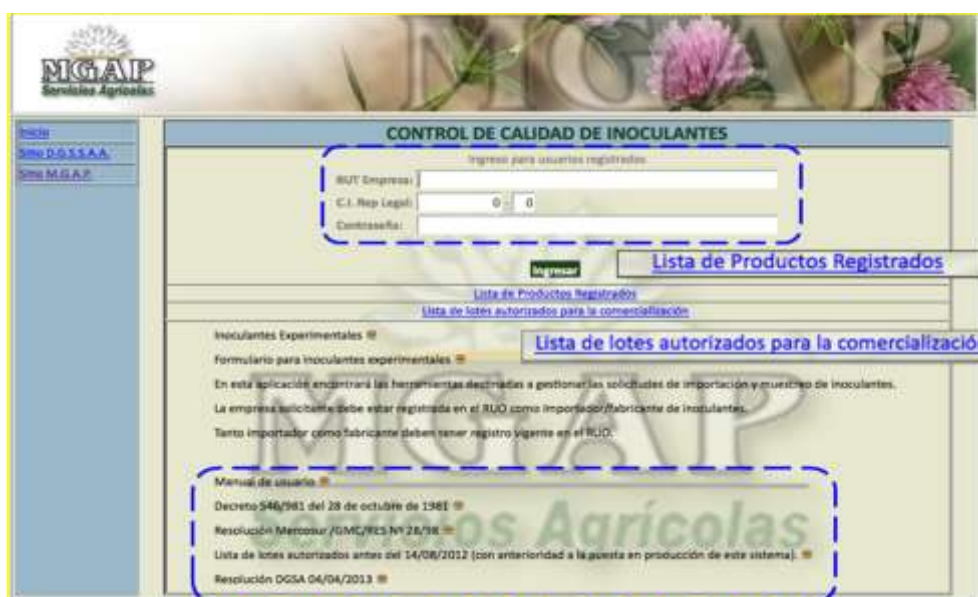 MGAP
Servicios Agrícolas
MGAP
Inicio
Sitio D.G.S.S.A.A.
Sitio M.G.A.P.
CONTROL DE CALIDAD DE INOCULANTES
Ingreso para usuarios registrados
RUT Empresa:
C.I. Rep Legal: 0 - 0
Contraseña:
Ingresar
Lista de Productos Registrados
Lista de Productos Registrados
Lista de lotes autorizados para la comercialización
Inoculantes Experimentales
Lista de lotes autorizados para la comercializació
Formulario para inoculantes experimentales
En esta aplicación encontrará las herramientas destinadas a gestionar las solicitudes de importación y muestreo de inoculantes.
La empresa solicitante debe estar registrada en el RUO como importador/fabricante de inoculantes.
Tanto importador como fabricante deben tener registro vigente en el RUO.
MGAP
Servicios Agrícolas
Manual de usuario
Decreto 546/981 del 28 de octubre de 1981
Resolución Mercosur /GMC/RES Nº 28/98
Lista de lotes autorizados antes del 14/08/2012 (con anterioridad a la puesta en producción de este sistema).
Resolución DGSA 04/04/2013